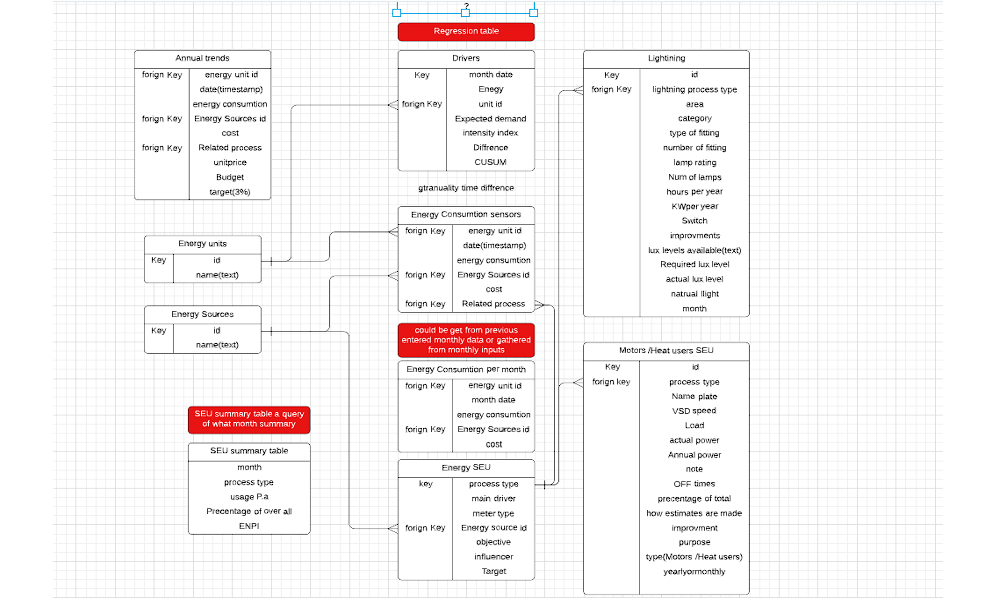 ?
Regression table
Annual trends
forign Key energy unit id
date(timestamp)
energy consumtion
forign Key Energy Sources id
cost
forign Key Related process
unitprice
Budget
target(3%)
Drivers
Key month date
Enegy
forign Key unit id
Expected demand
intensity index
Diffrence
CUSUM
Lightining
Key id
forign Key lightining process type
area
category
type of fitting
number of fitting
lamp rating
Num of lamps
hours per year
KWper year
Switch
improvments
lux levels available(text)
Required lux level
actual lux level
natrual llight
month
gtranuality time diffrence
Energy units
Key id
name(text)
Energy Consumtion sensors
forign Key energy unit id
date(timestamp)
energy consumtion
forign Key Energy Sources id
cost
forign Key Related process
Energy Sources
Key id
name(text)
could be get from previous
entered monthly data or gathered
from monthly inputs
Energy Consumtion per month
forign Key energy unit id
month date
energy consumtion
forign Key Energy Sources id
cost
Motors /Heat users SEU
Key id
forign key process type
Name plate
VSD speed
Load
actual power
Annual power
note
OFF times
precentage of total
how estimates are made
improvment
purpose
type(Motors /Heat users)
yearlyormonthly
SEU summary table a query
of what month summary
SEU summary table
month
process type
usage P.a
Precentage of over all
ENPI
Energy SEU
key process type
main driver
meter type
forign Key Energy source id
objective
influencer
Target